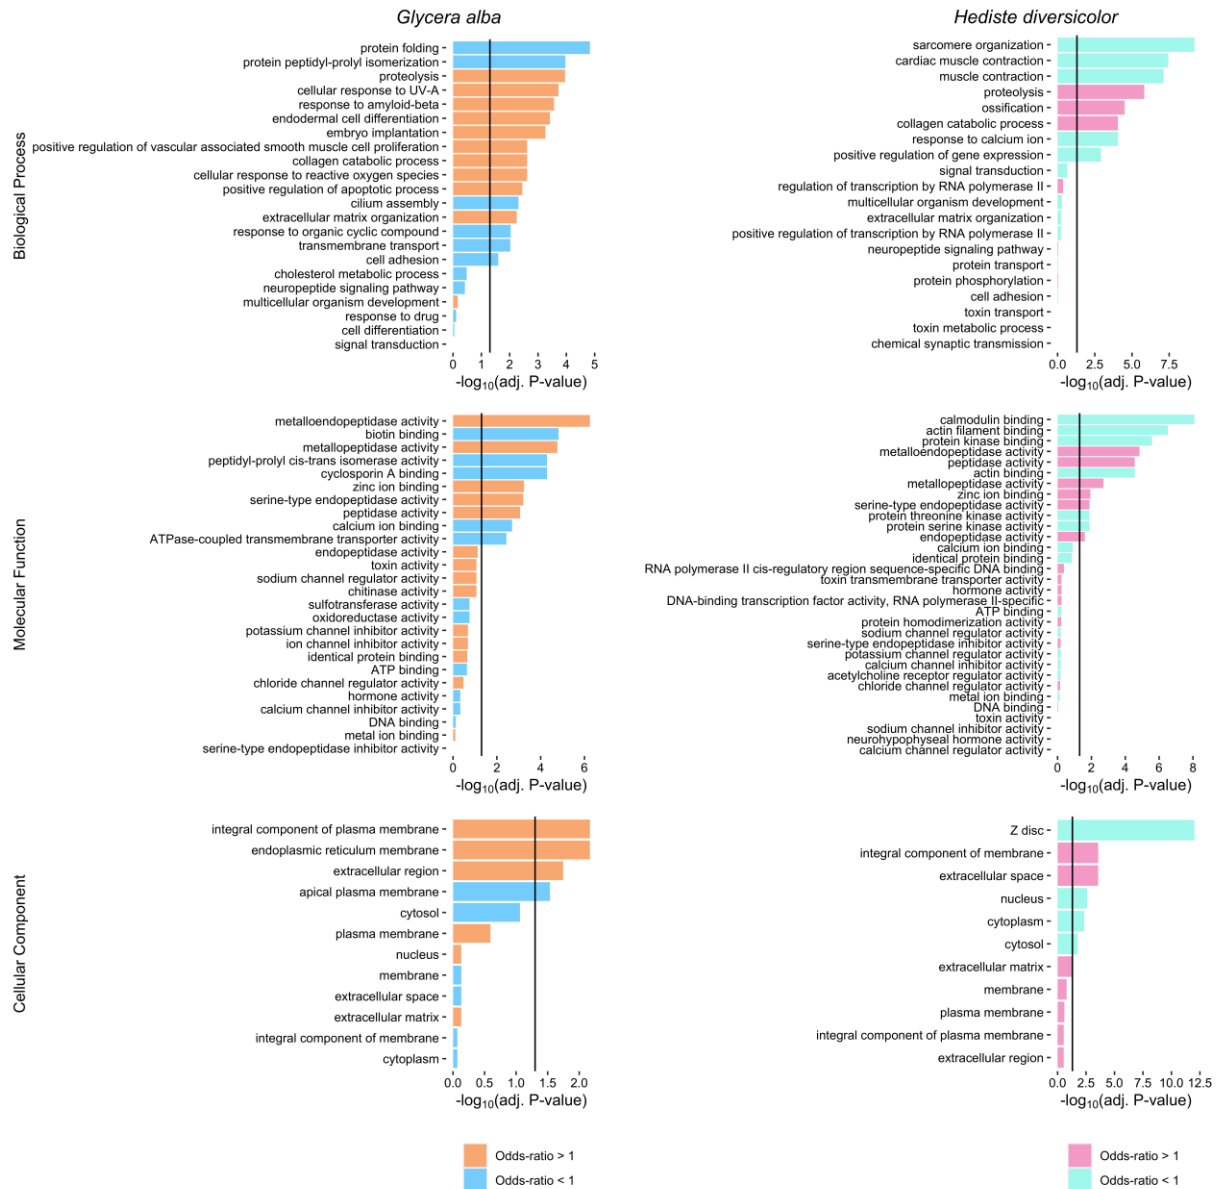 Glycera alba
Hediste diversicolor
Biological Process
protein folding
protein peptidyl-prolyl isomerization
proteolysis
cellular response to UV-A
response to amyloid-beta
endodermal cell differentiation
embryo implantation
positive regulation of vascular associated smooth muscle cell proliferation
collagen catabolic process
cellular response to reactive oxygen species
positive regulation of apoptotic process
cilium assembly
extracellular matrix organization
response to organic cyclic compound
transmembrane transport
cell adhesion
cholesterol metabolic process
neuropeptide signaling pathway
multicellular organism development
response to drug
cell differentiation
signal transduction
0 1 2 3 4 5
-log10(adj. P-value)
sarcomere organization
cardiac muscle contraction
muscle contraction
proteolysis
ossification
collagen catabolic process
response to calcium ion
positive regulation of gene expression
signal transduction
regulation of transcription by RNA polymerase II
multicellular organism development
extracellular matrix organization
positive regulation of transcription by RNA polymerase II
neuropeptide signaling pathway
protein transport
protein phosphorylation
cell adhesion
toxin transport
toxin metabolic process
chemical synaptic transmission
0.0 2.5 5.0 7.5
-log10(adj. P-value)
Molecular Function
metalloendopeptidase activity
biotin binding
metallopeptidase activity
peptidyl-prolyl cis-trans isomerase activity
cyclosporin A binding
zinc ion binding
serine-type endopeptidase activity
peptidase activity
calcium ion binding
ATPase-coupled transmembrane transporter activity
endopeptidase activity
toxin activity
sodium channel regulator activity
chitinase activity
sulfotransferase activity
oxidoreductase activity
potassium channel inhibitor activity
ion channel inhibitor activity
identical protein binding
ATP binding
chloride channel regulator activity
hormone activity
calcium channel inhibitor activity
DNA binding
metal ion binding
serine-type endopeptidase inhibitor activity
0 2 4 6
-log10(adj. P-value)
calmodulin binding
actin filament binding
protein kinase binding
metalloendopeptidase activity
peptidase activity
actin binding
metallopeptidase activity
zinc ion binding
serine-type endopeptidase activity
protein threonine kinase activity
protein serine kinase activity
endopeptidase activity
calcium ion binding
identical protein binding
RNA polymerase II cis-regulatory region sequence-specific DNA binding
toxin transmembrane transporter activity
hormone activity
DNA-binding transcription factor activity, RNA polymerase II-specific
ATP binding
protein homodimerization activity
sodium channel regulator activity
serine-type endopeptidase inhibitor activity
potassium channel regulator activity
calcium channel inhibitor activity
acetylcholine receptor regulator activity
chloride channel regulator activity
metal ion binding
DNA binding
toxin activity
sodium channel inhibitor activity
neurohypophyseal hormone activity
calcium channel regulator activity
0 2 4 6 8
-log10(adj. P-value)
Cellular Component
integral component of plasma membrane
endoplasmic reticulum membrane
extracellular region
apical plasma membrane
cytosol
plasma membrane
nucleus
membrane
extracellular space
extracellular matrix
integral component of membrane
cytoplasm
0.0 0.5 1.0 1.5 2.0
-log10(adj. P-value)
Z disc
integral component of membrane
extracellular space
nucleus
cytoplasm
cytosol
extracellular matrix
membrane
plasma membrane
integral component of plasma membrane
extracellular region
0.0 2.5 5.0 7.5 10.0 12.5
-log10(adj. P-value)
Odds-ratio > 1
Odds-ratio < 1
Odds-ratio > 1
Odds-ratio < 1